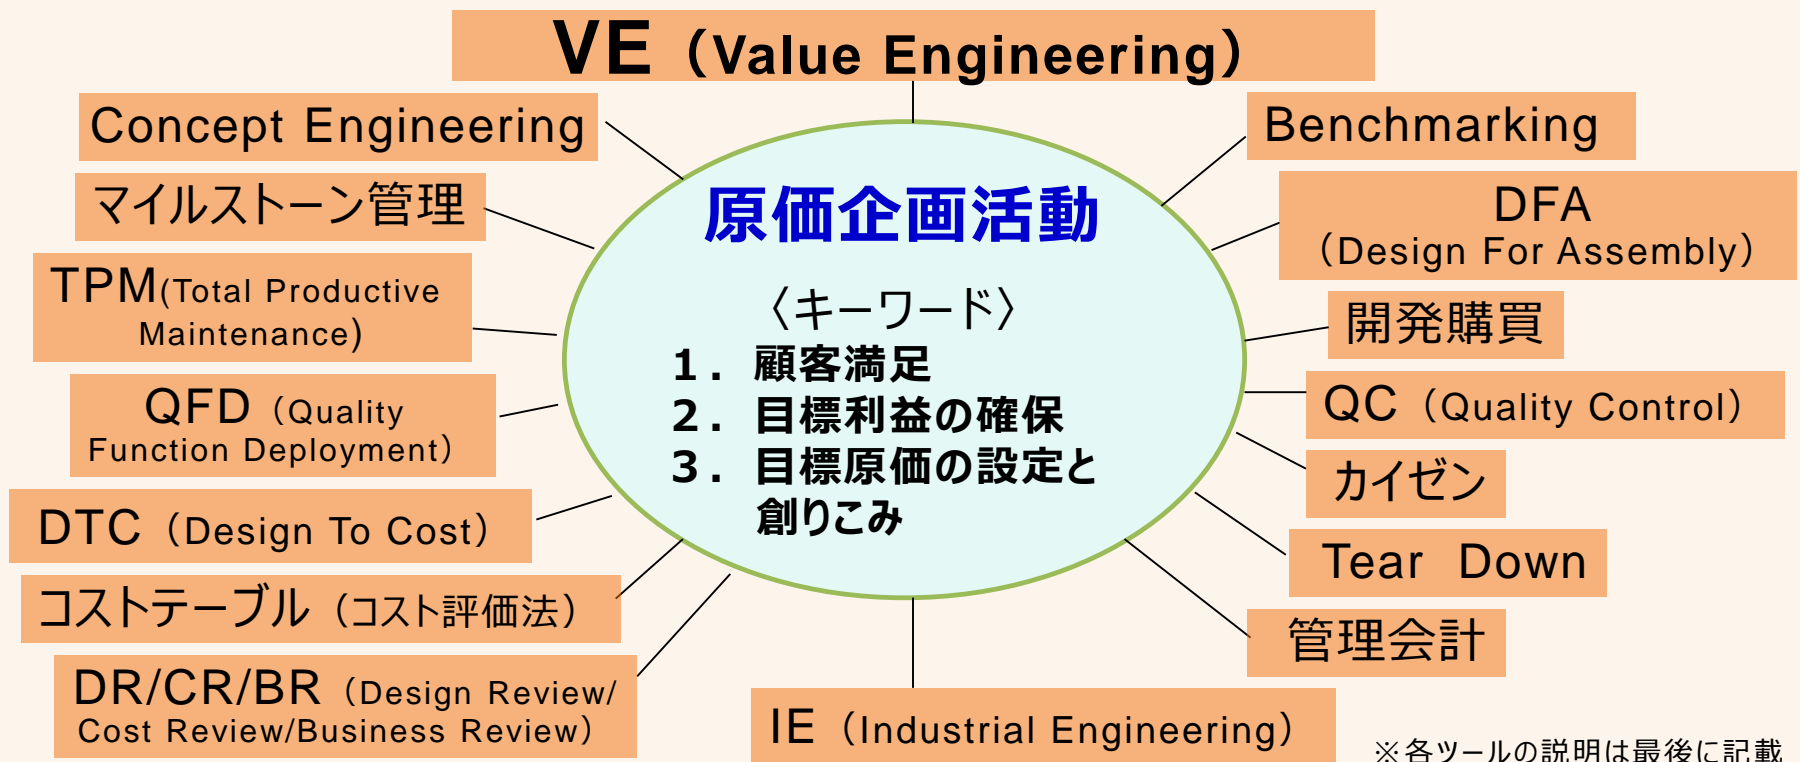 VE（Value Engineering）
Concept Engineering
マイルストーン管理
TPM(Total Productive
Maintenance)
QFD（Quality
Function Deployment）
DTC（Design To Cost）
コストテーブル（コスト評価法）
DR/CR/BR（Design Review/
Cost Review/Business Review）
原価企画活動
〈キーワード〉
１．顧客満足
２．目標利益の確保
３．目標原価の設定と
創りこみ
IE（Industrial Engineering）
Benchmarking
DFA
（Design For Assembly）
開発購買
QC（Quality Control）
カイゼン
Tear Down
管理会計
※各ツールの説明は最後に記載